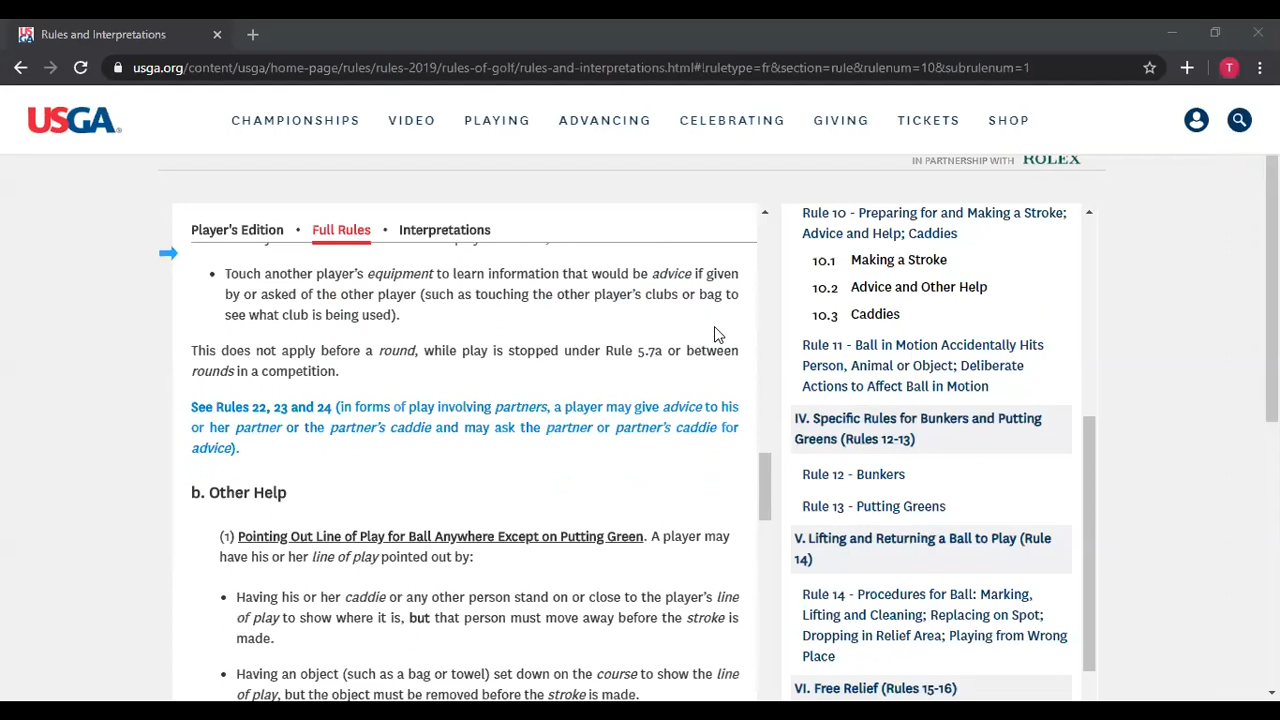 Rules and Interpretations
usga.org/content/usga/home-page/rules/rules-2019/rules-of-golf/rules-and-interpretations.html#!ruletype=fr&section=rule&rulenum=10&subrulenum=1
T
USGA
CHAMPIONSHIPS VIDEO PLAYING ADVANCING CELEBRATING GIVING TICKETS SHOP
IN PARTNERSHIP WITH ROLEX
Player's Edition • Full Rules • Interpretations
• Touch another player's equipment to learn information that would be advice if given
by or asked of the other player (such as touching the other player's clubs or bag to
see what club is being used).
This does not apply before a round, while play is stopped under Rule 5.7a or between
rounds in a competition.
See Rules 22, 23 and 24 (in forms of play involving partners, a player may give advice to his
or her partner or the partner's caddie and may ask the partner or partner's caddie for
advice).
b. Other Help
(1) Pointing Out Line of Play for Ball Anywhere Except on Putting Green. A player may
have his or her line of play pointed out by:
• Having his or her caddie or any other person stand on or close to the player's line
of play to show where it is, but that person must move away before the stroke is
made.
• Having an object (such as a bag or towel) set down on the course to show the line
of play, but the object must be removed before the stroke is made.
Rule 10 - Preparing for and Making a Stroke;
Advice and Help; Caddies
10.1 Making a Stroke
10.2 Advice and Other Help
10.3 Caddies
Rule 11 - Ball in Motion Accidentally Hits
Person, Animal or Object; Deliberate
Actions to Affect Ball in Motion
IV. Specific Rules for Bunkers and Putting
Greens (Rules 12-13)
Rule 12 - Bunkers
Rule 13 - Putting Greens
V. Lifting and Returning a Ball to Play (Rule
14)
Rule 14 - Procedures for Ball: Marking,
Lifting and Cleaning; Replacing on Spot;
Dropping in Relief Area; Playing from Wrong
Place
VI. Free Relief (Rules 15-16)